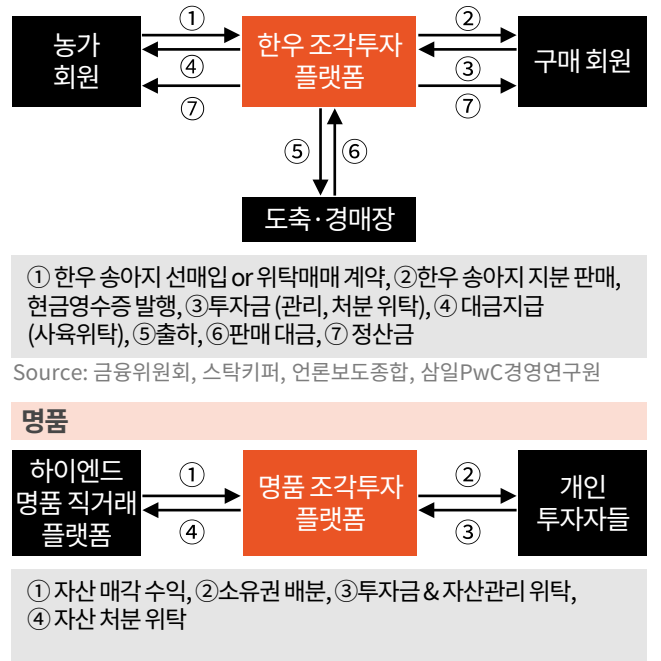 ①
②
농가
회원
한우 조각투자
플랫폼
구매 회원
④
③
⑦
⑦
⑤
⑥
도축·경매장
① 한우 송아지 선매입 or 위탁매매 계약, ②한우 송아지 지분 판매,
현금영수증 발행, ③투자금 (관리, 처분 위탁), ④ 대금지급
(사육위탁), ⑤출하, ⑥판매 대금, ⑦ 정산금
Source: 금융위원회, 스탁키퍼, 언론보도종합, 삼일PwC경영연구원
명품
하이엔드
명품 직거래
플랫폼
①
④
명품 조각투자
플랫폼
②
③
개인
투자자들
① 자산 매각 수익, ②소유권 배분, ③투자금 & 자산관리 위탁,
④ 자산 처분 위탁